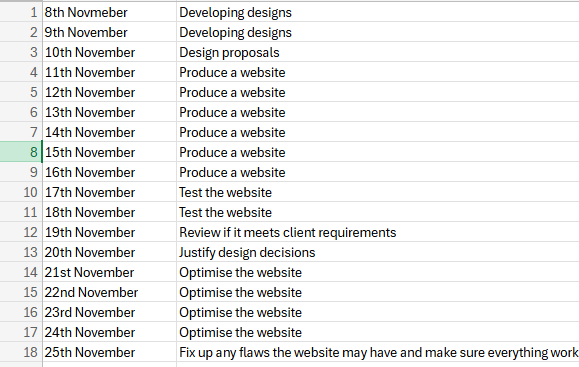 1 8th Novmeber Developing designs
2 9th November Developing designs
3 10th November Design proposals
4 11th November Produce a website
5 12th November Produce a website
6 13th November Produce a website
7 14th November Produce a website
8 15th November Produce a website
9 16th November Produce a website
10 17th November Test the website
11 18th November Test the website
12 19th November Review if it meets client requirements
13 20th November Justify design decisions
14 21st November Optimise the website
15 22nd November Optimise the website
16 23rd November Optimise the website
17 24th November Optimise the website
18 25th November Fix up any flaws the website may have and make sure everything work